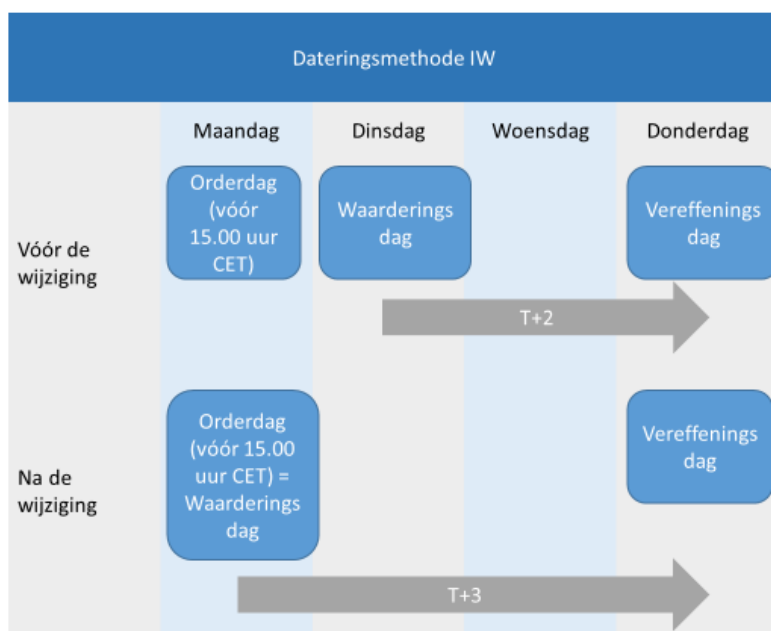 Dateringsmethode IW
Maandag
Dinsdag
Woensdag
Donderdag
Vóór de
wijziging
Orderdag
(vóór
15.00 uur
CET)
Waarderings
dag
Vereffenings
dag
T+2
Na de
wijziging
Orderdag
(vóór 15.00
uur CET) =
Waarderings
dag
Vereffenings
dag
T+3